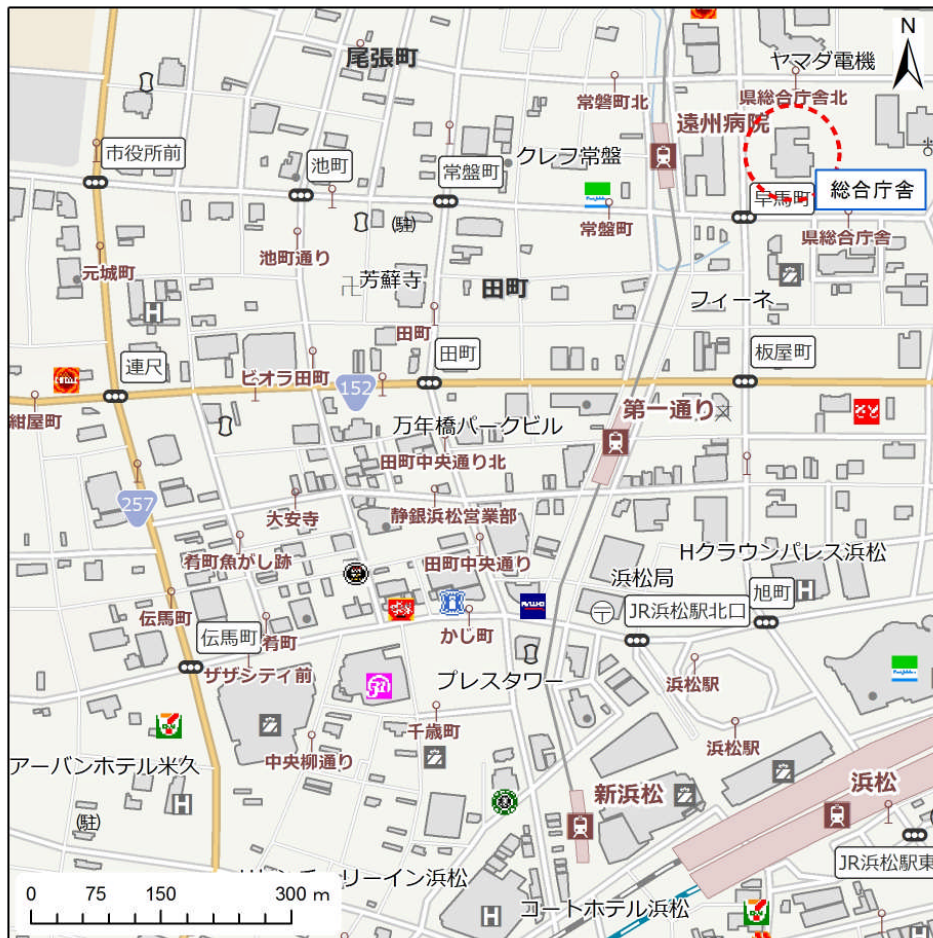 N
ヤマダ電機
尾張町
常磐町北
県総合庁舎北
遠州病院
市役所前
池町
常盤町
クレフ常盤
総合庁舎
早馬町
(駐)
常盤町
県総合庁舎
池町通り
元城町
芳蘇寺
田町
フィーネ
田町
連尺
田町
板屋町
ビオラ田町
152
紺屋町
万年橋パークビル
第一通り
田町中央通り北
257
大安寺
静銀浜松営業部
肴町魚がし跡
田町中央通り
Hクラウンパレス浜松
浜松局
旭町
伝馬町
JR浜松駅北口
伝馬町
肴町
かじ町
ザザシティ前
プレスタワー
浜松駅
千歳町
中央柳通り
浜松駅
アーバンホテル米久
新浜松
浜松
(駐)
JR浜松駅東
ーイン浜松
コートホテル浜松
0 75 150 300 m